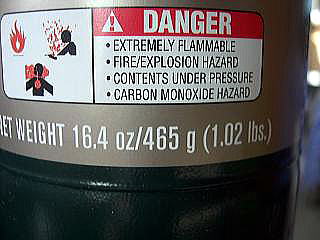 DANGER
• EXTREMELY FLAMMABLE
• FIRE/EXPLOSION HAZARD
• CONTENTS UNDER PRESSURE
• CARBON MONOXIDE HAZARD
NET WEIGHT 16.4 oz/465 g (1.02 lbs.)